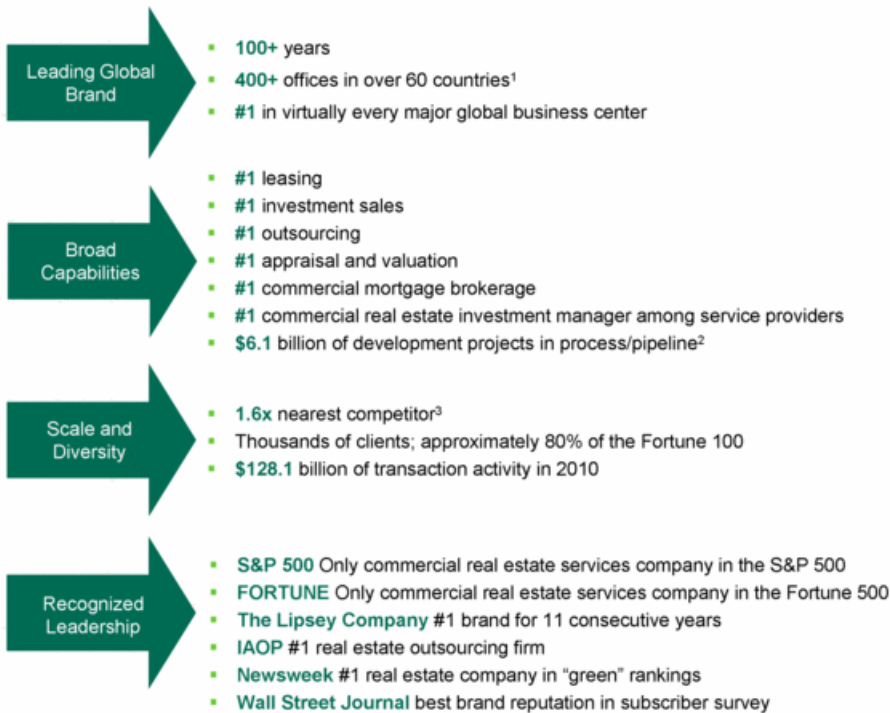 Leading Global
Brand
100+ years
400+ offices in over 60 countries¹
#1 in virtually every major global business center
Broad
Capabilities
#1 leasing
#1 investment sales
#1 outsourcing
#1 appraisal and valuation
#1 commercial mortgage brokerage
#1 commercial real estate investment manager among service providers
$6.1 billion of development projects in process/pipeline²
Scale and
Diversity
1.6x nearest competitor³
Thousands of clients; approximately 80% of the Fortune 100
$128.1 billion of transaction activity in 2010
Recognized
Leadership
S&P 500 Only commercial real estate services company in the S&P 500
FORTUNE Only commercial real estate services company in the Fortune 500
The Lipsey Company #1 brand for 11 consecutive years
IAOP #1 real estate outsourcing firm
Newsweek #1 real estate company in “green” rankings
Wall Street Journal best brand reputation in subscriber survey